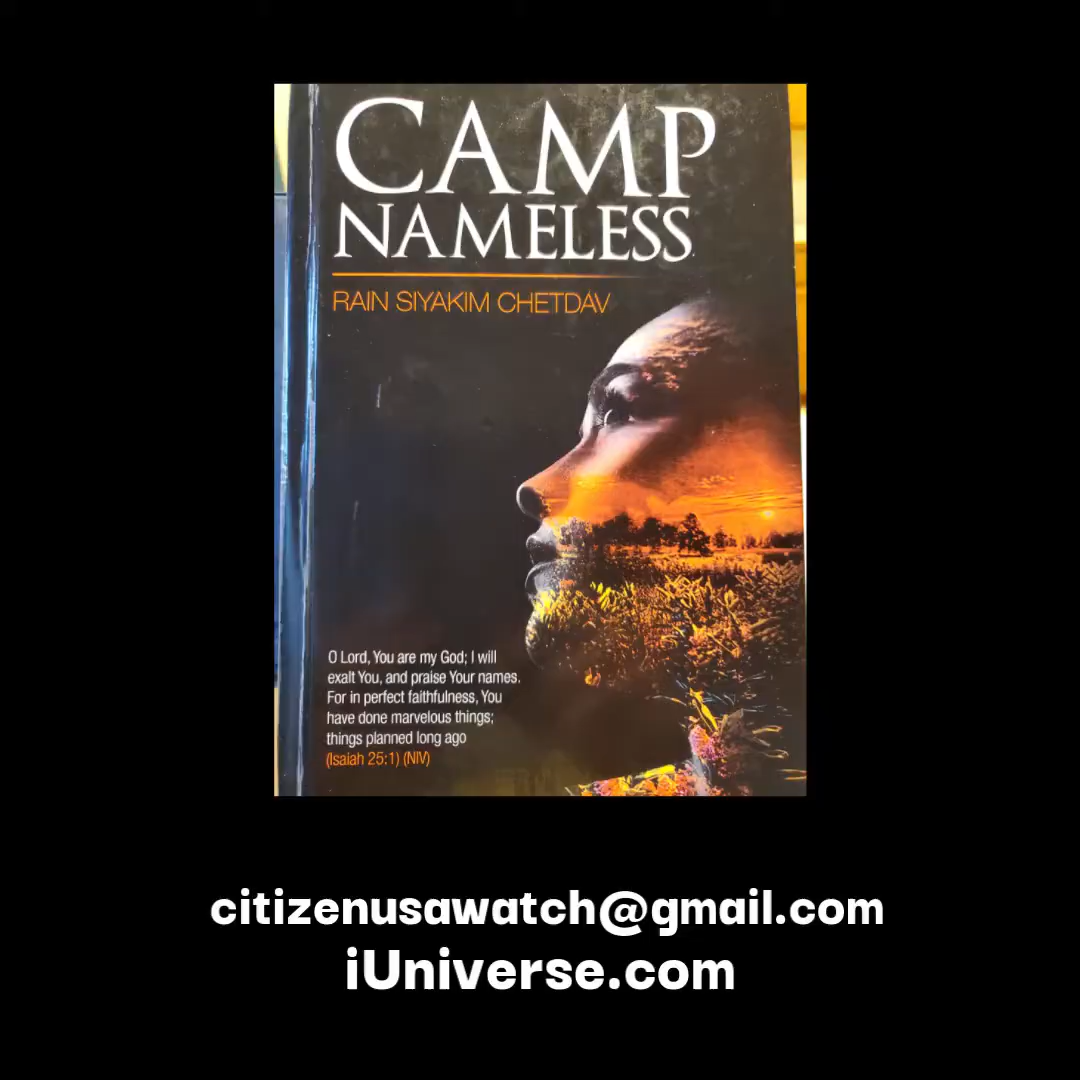 CAMP
NAMELESS
RAIN SIYAKIM CHETDAV
O Lord, You are my God; I will
exalt You, and praise Your names.
For in perfect faithfulness, You
have done marvelous things;
things planned long ago
(Isaiah 25:1) (NIV)
citizenusawatch@gmail.com
iUniverse.com